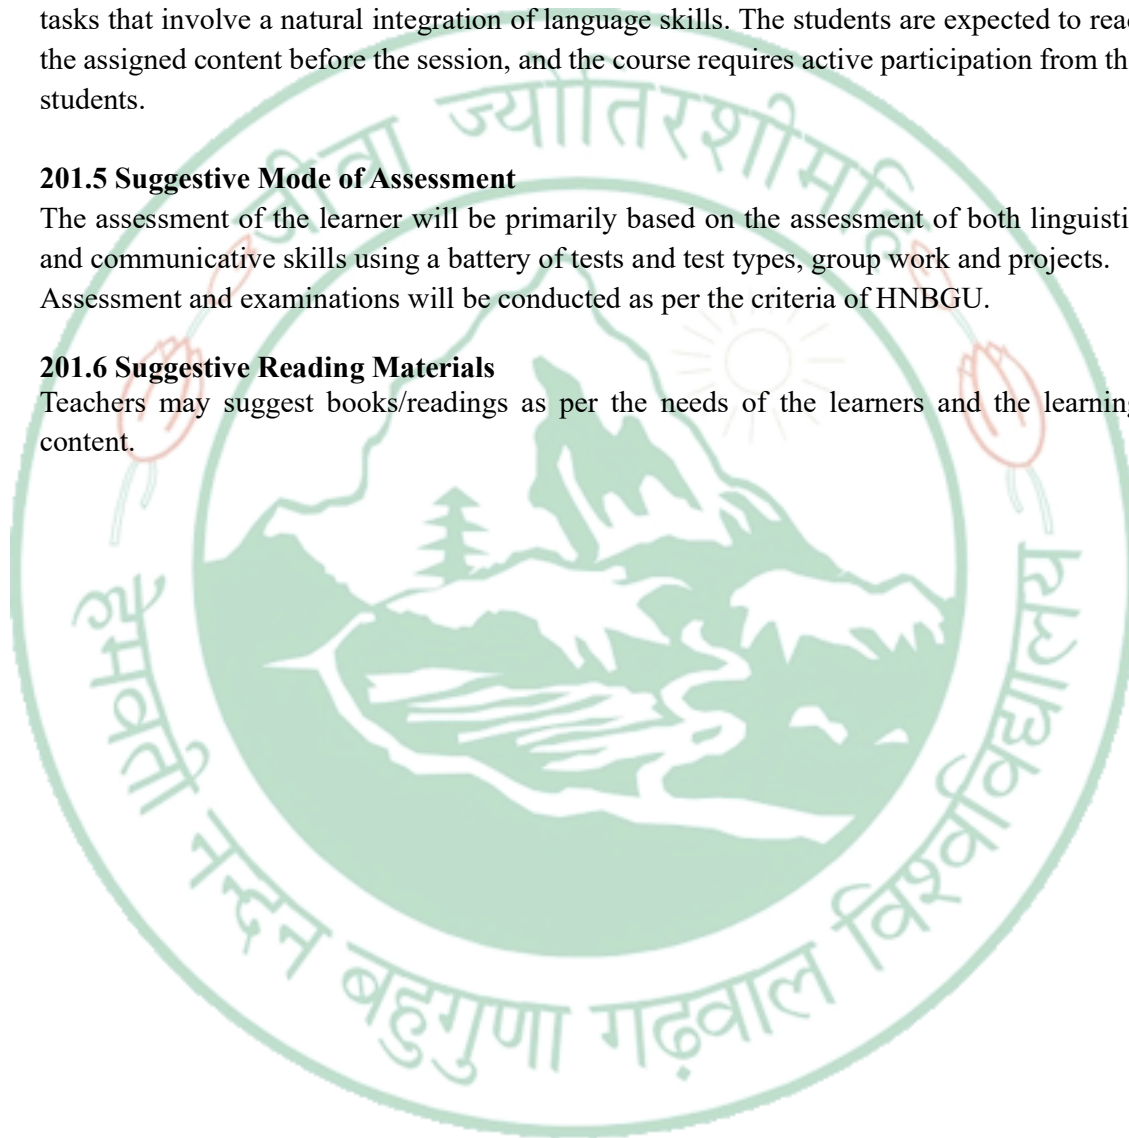 tasks that involve a natural integration of language skills. The students are expected to read
the assigned content before the session, and the course requires active participation from th
students.
201.5 Suggestive Mode of Assessment
The assessment of the learner will be primarily based on the assessment of both linguisti
and communicative skills using a battery of tests and test types, group work and projects.
Assessment and examinations will be conducted as per the criteria of HNBGU.
201.6 Suggestive Reading Materials
Teachers may suggest books/readings as per the needs of the learners and the learning
content.
जीवा ज्योतिरशीमहि
हेमवती नन्दन बहुगुणा गढ़वाल विश्वविद्यालय